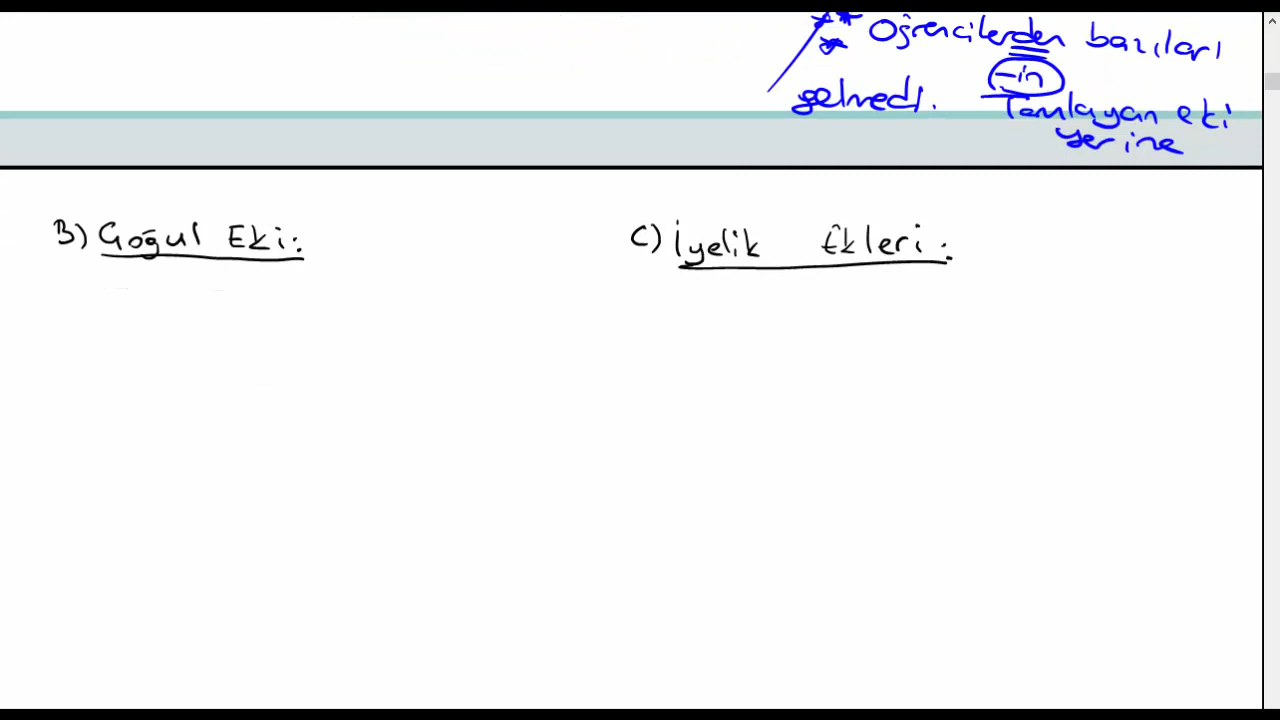 ** Öğrencilerden bazıları
* -in
gelmedi. Tamlayan eki
yerine
B) Çoğul Eki: C) İyelik Ekleri: